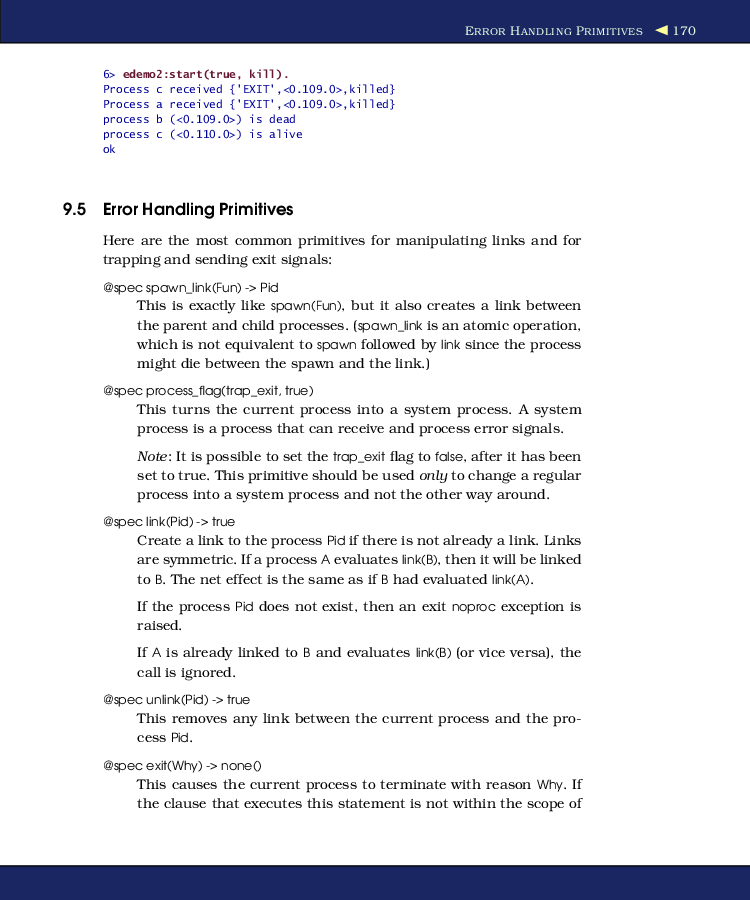 ERROR HANDLING PRIMITIVES ◀ 170
6> edemo2:start(true, kill).
Process c received {'EXIT',<0.109.0>,killed}
Process a received {'EXIT',<0.109.0>,killed}
process b (<0.109.0>) is dead
process c (<0.110.0>) is alive
ok
9.5 Error Handling Primitives
Here are the most common primitives for manipulating links and for
trapping and sending exit signals:
@spec spawn_link(Fun) -> Pid
This is exactly like spawn(Fun), but it also creates a link between
the parent and child processes. (spawn_link is an atomic operation,
which is not equivalent to spawn followed by link since the process
might die between the spawn and the link.)
@spec process_flag(trap_exit, true)
This turns the current process into a system process. A system
process is a process that can receive and process error signals.
Note: It is possible to set the trap_exit flag to false, after it has been
set to true. This primitive should be used only to change a regular
process into a system process and not the other way around.
@spec link(Pid) -> true
Create a link to the process Pid if there is not already a link. Links
are symmetric. If a process A evaluates link(B), then it will be linked
to B. The net effect is the same as if B had evaluated link(A).
If the process Pid does not exist, then an exit noproc exception is
raised.
If A is already linked to B and evaluates link(B) (or vice versa), the
call is ignored.
@spec unlink(Pid) -> true
This removes any link between the current process and the pro-
cess Pid.
@spec exit(Why) -> none()
This causes the current process to terminate with reason Why. If
the clause that executes this statement is not within the scope of